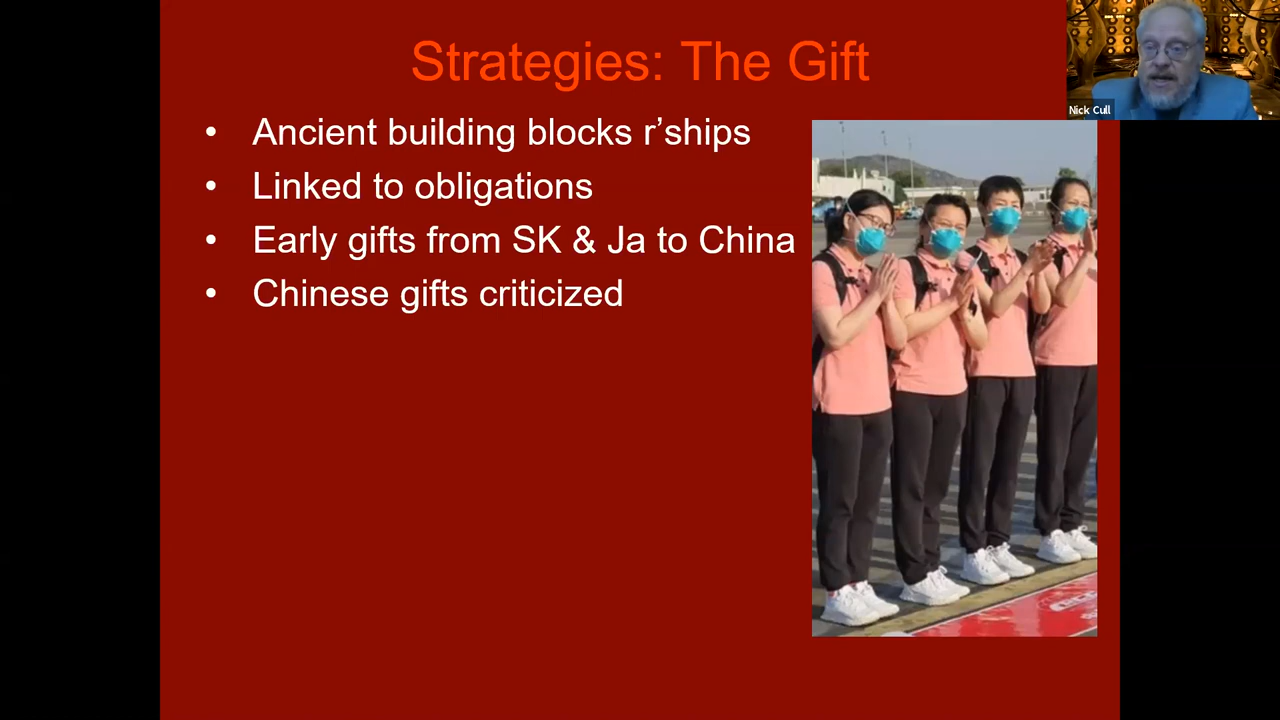 Strategies: The Gift
Nick Cull
• Ancient building blocks r’ships
• Linked to obligations
• Early gifts from SK & Ja to China
• Chinese gifts criticized